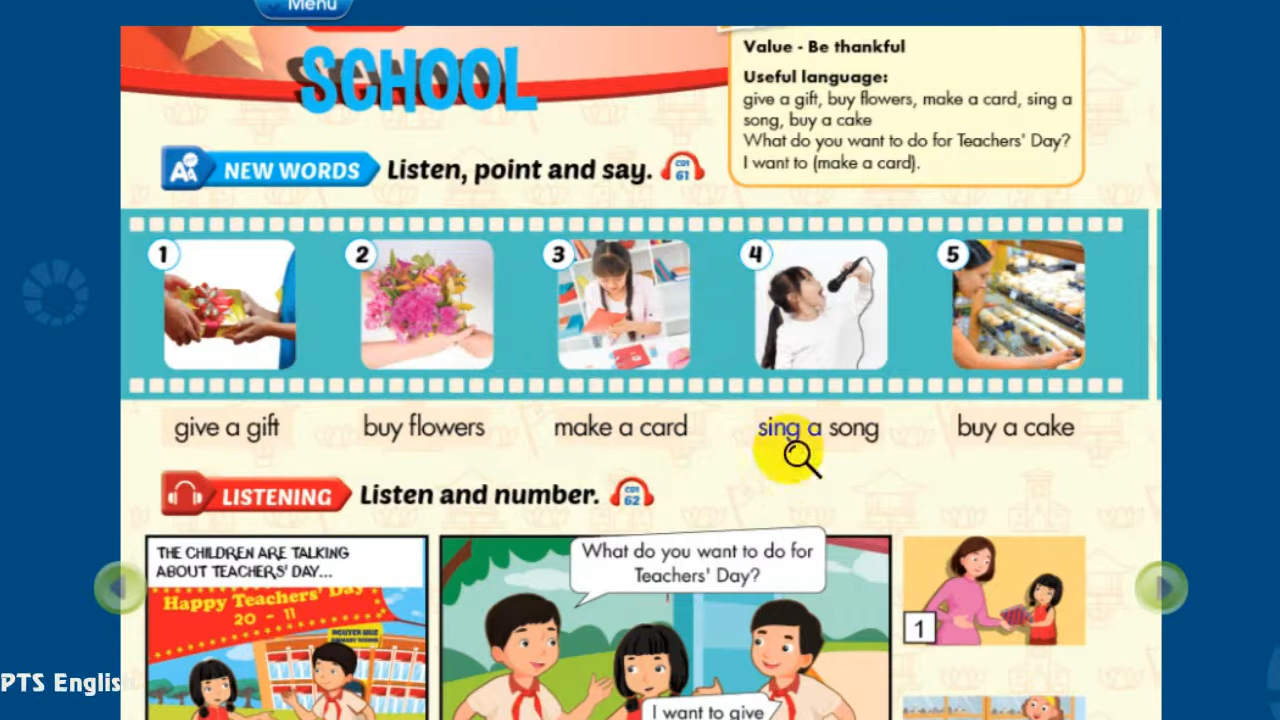 Menu
SCHOOL
Value - Be thankful
Useful language:
give a gift, buy flowers, make a card, sing a
song, buy a cake
What do you want to do for Teachers' Day?
I want to (make a card).
NEW WORDS Listen, point and say. CD1
61
1 2 3 4 5
give a gift buy flowers make a card sing a song buy a cake
LISTENING Listen and number. CD1
62
THE CHILDREN ARE TALKING
ABOUT TEACHERS' DAY...
Happy Teachers' Day
20 - 11
What do you want to do for
Teachers' Day?
I want to give
1
PTS Englis